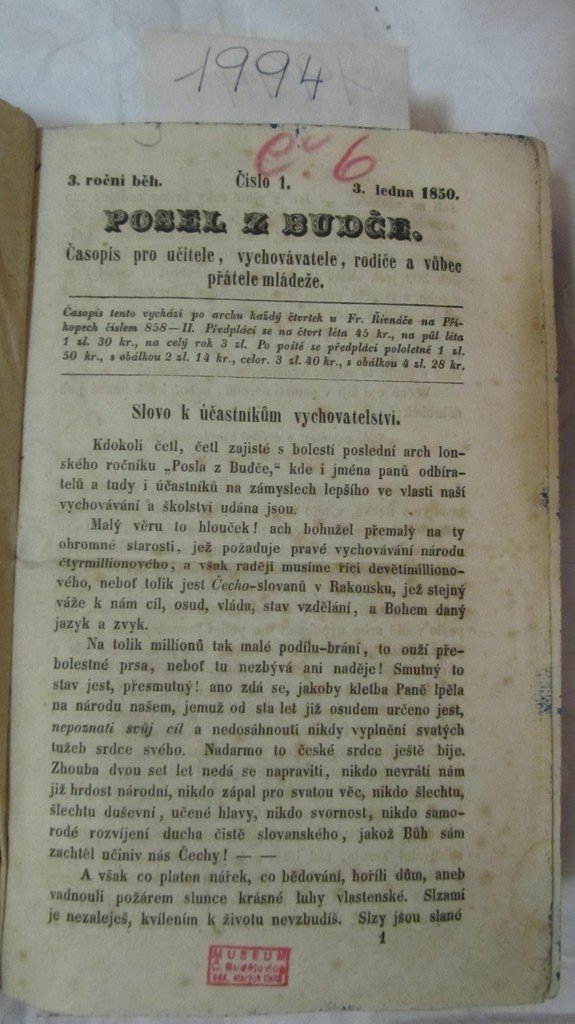 1994
č. 6
3. roční běh. Číslo 1. 3. ledna 1850.
POSEL Z BUDČE.
Časopis pro učitele, vychovávatele, rodiče a vůbec
přátele mládeže.
Časopis tento vychází po archu každý čtvrtek u Fr. Řivnáče na Pří-
kopech číslem 858—II. Předplácí se na čtvrt léta 45 kr., na půl léta
1 zl. 30 kr., na celý rok 3 zl. Po poště se předplácí pololetně 1 zl.
50 kr., s obálkou 2 zl. 14 kr., celor. 3 zl. 40 kr., s obálkou 4 zl. 28 kr.
Slovo k účastníkům vychovatelstvi.
Kdokoli četl, četl zajisté s bolestí poslední arch lon-
ského ročníku „Posla z Budče,“ kde i jména panů odbíra-
telů a tudy i účastníků na zámyslech lepšího ve vlasti naší
vychovávání a školství udána jsou.
Malý věru to hlouček! ach bohužel přemalý na ty
ohromné starosti, jež požaduje pravé vychovávání národu
čtyrmillionového, a však raději musíme říci devětimilliono-
vého, neboť tolik jest Čecho-slovanů v Rakousku, jež stejný
váže k nám cíl, osud, vláda, stav vzdělání, a Bohem daný
jazyk a zvyk.
Na tolik millionů tak malé podílu-brání, to ouží pře-
bolestné prsa, neboť tu nezbývá ani naděje! Smutný to
stav jest, přesmutný! ano zdá se, jakoby kletba Paně lpěla
na národu našem, jemuž od sta let již osudem určeno jest,
nepoznati svůj cíl a nedosáhnouti nikdy vyplnění svatých
tužeb srdce svého. Nadarmo to české srdce ještě bije.
Zhouba dvou set let nedá se napraviti, nikdo nevrátí nám
již hrdost národní, nikdo zápal pro svatou věc, nikdo šlechtu,
šlechtu duševní, učené hlavy, nikdo svornost, nikdo samo-
rodé rozvíjení ducha čistě slovanského, jakož Bůh sám
zachtěl učiniv nás Čechy! — —
A však co platen nářek, co bědování, hoříli dům, aneb
vadnouli požárem slunce krásné luhy vlastenské. Slzami
je nezaleješ, kvílením k životu nevzbudíš. Slzy jsou slané
1
MUSEUM
Č. Budějovice
odd. starých tisků